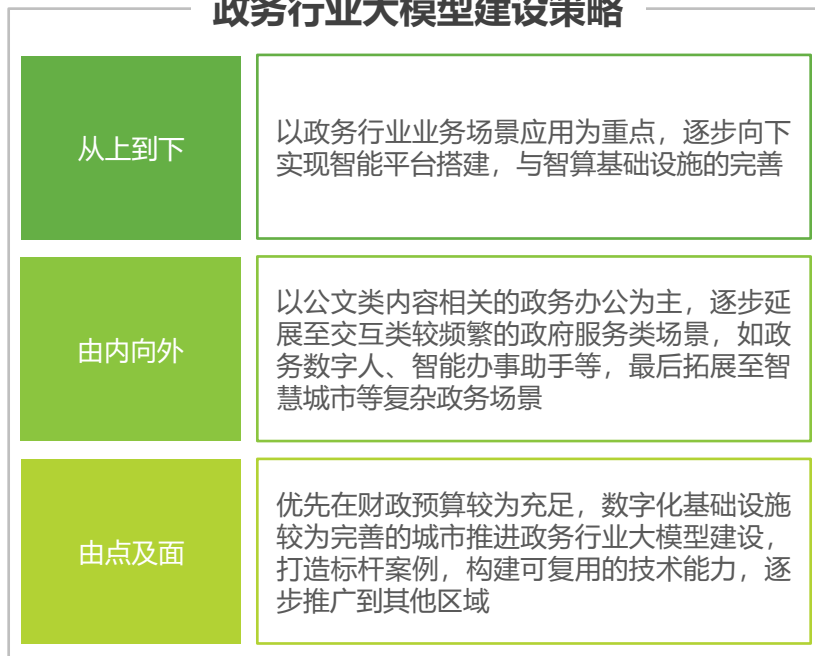 政务行业大模型建设策略
从上到下
以政务行业业务场景应用为重点，逐步向下
实现智能平台搭建，与智算基础设施的完善
由内向外
以公文类内容相关的政务办公为主，逐步延
展至交互类较频繁的政府服务类场景，如政
务数字人、智能办事助手等，最后拓展至智
慧城市等复杂政务场景
由点及面
优先在财政预算较为充足，数字化基础设施
较为完善的城市推进政务行业大模型建设，
打造标杆案例，构建可复用的技术能力，逐
步推广到其他区域